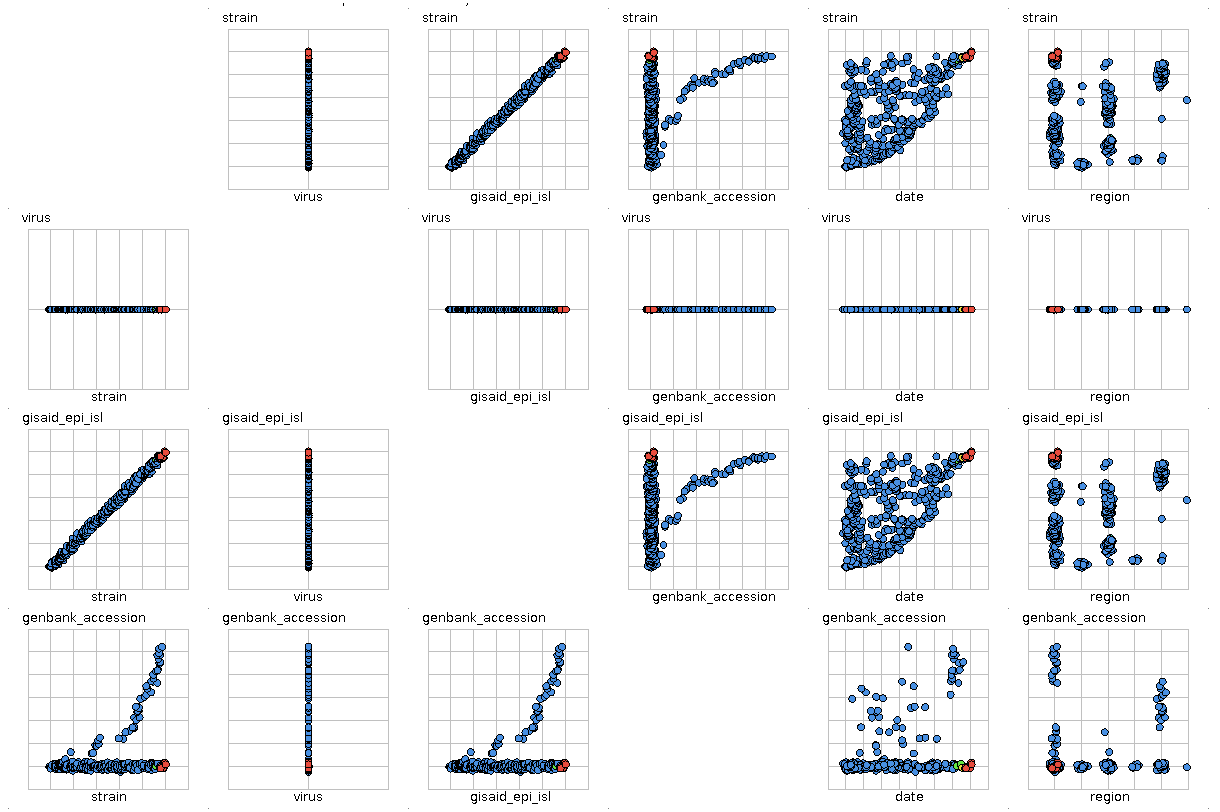 strain strain strain strain strain
virus gisaid_epi_isl genbank_accession date region
virus virus virus virus virus
strain gisaid_epi_isl genbank_accession date region
gisaid_epi_isl gisaid_epi_isl gisaid_epi_isl gisaid_epi_isl gisaid_epi_isl
strain virus genbank_accession date region
genbank_accession genbank_accession genbank_accession genbank_accession genbank_accession
strain virus gisaid_epi_isl date region